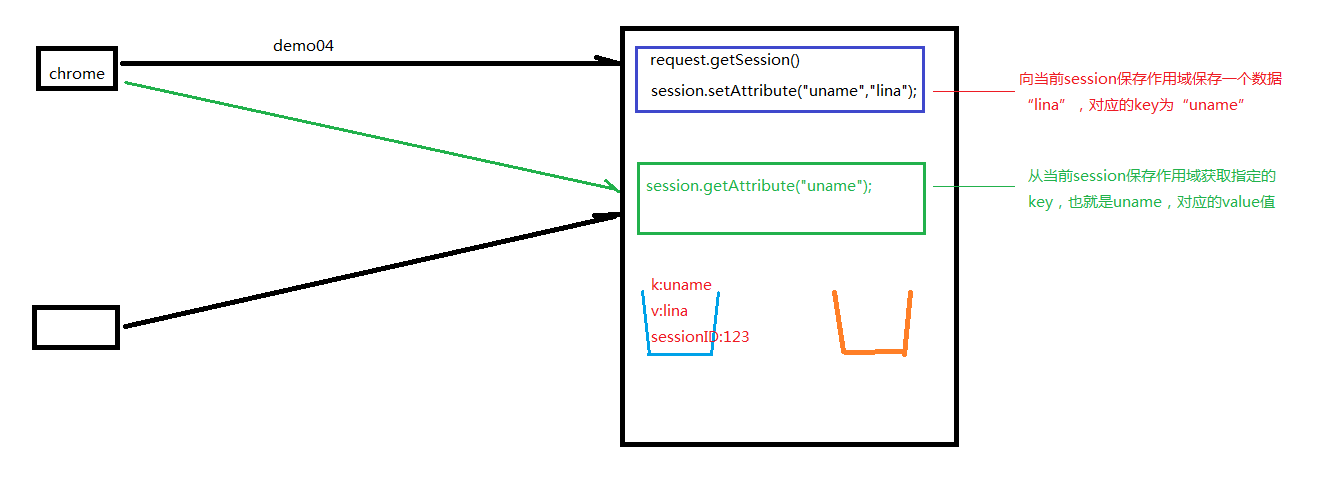 demo04
chrome
request.getSession()
session.setAttribute("uname","lina");
向当前session保存作用域保存一个数据
“lina”，对应的key为“uname”
session.getAttribute("uname");
从当前session保存作用域获取指定的
key，也就是uname，对应的value值
k:uname
v:lina
sessionID:123